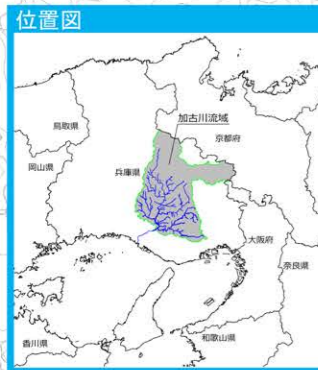 位置図
加古川流域
鳥取県
京都府
岡山県
兵庫県
大阪府
奈良県
香川県
和歌山県